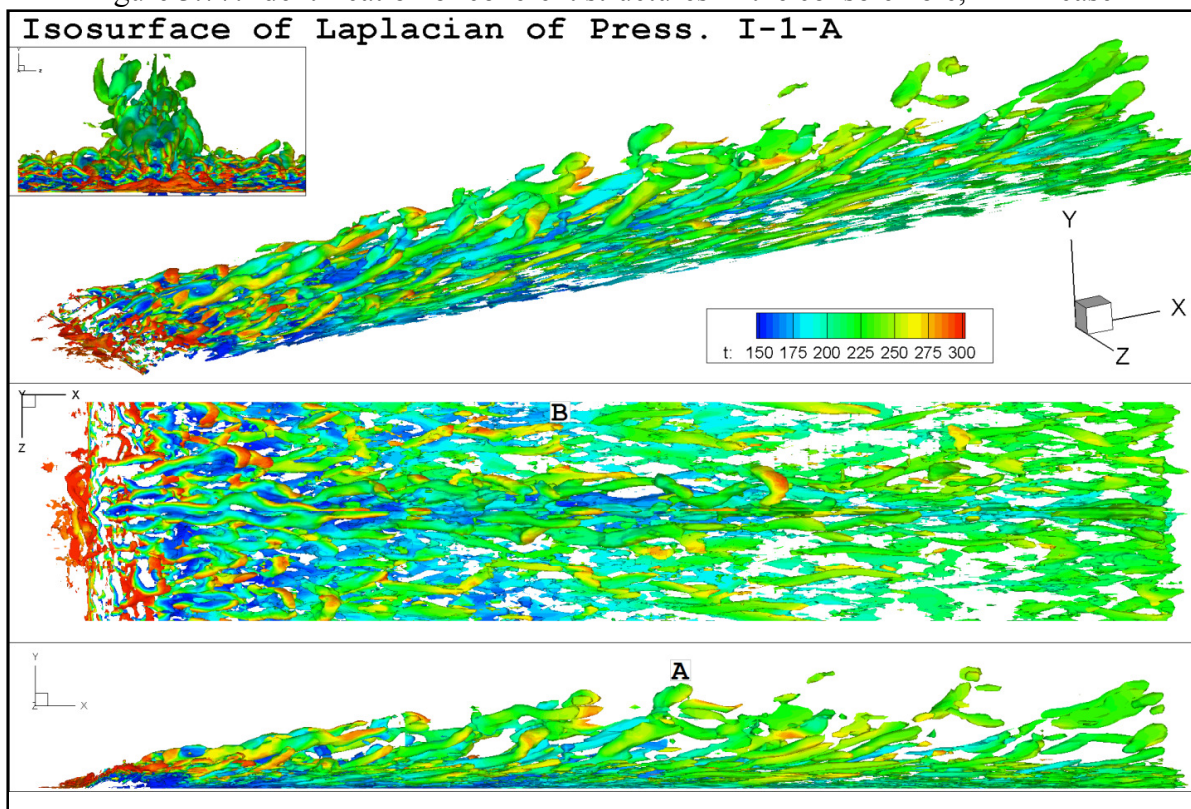 Isosurface of Laplacian of Press. I-1-A
Y
Z
Y
X
Z
t: 150 175 200 225 250 275 300
Y X
Z
B
Y
Z X
A